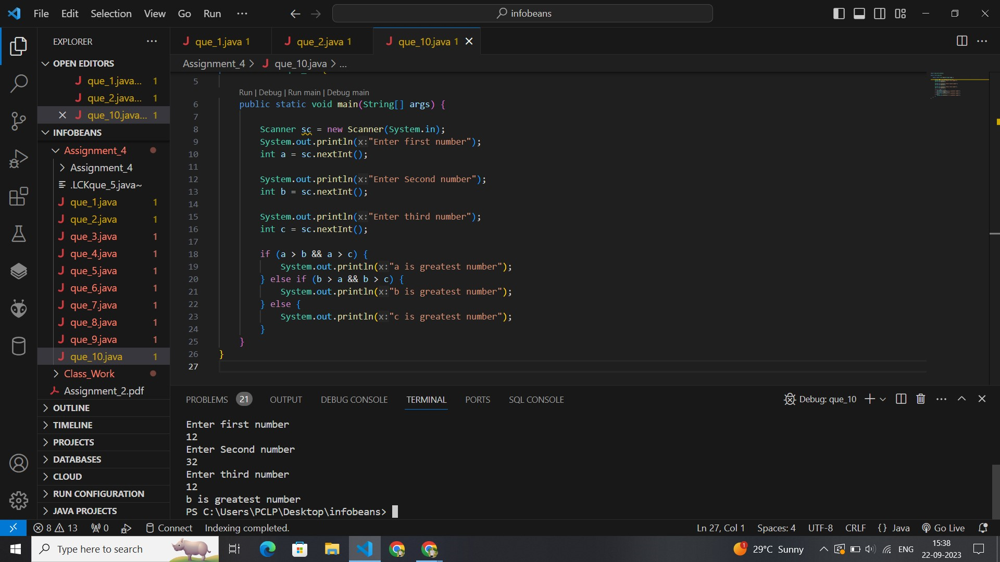 File Edit Selection View Go Run ...
infobeans
EXPLORER ...
OPEN EDITORS
que_1.java... 1
que_2.java... 1
que_10.java... 1
INFOBEANS
Assignment_4
Assignment_4
.LCKque_5.java~
que_1.java 1
que_2.java 1
que_3.java 1
que_4.java 1
que_5.java 1
que_6.java 1
que_7.java 1
que_8.java 1
que_9.java 1
que_10.java 1
Class_Work
Assignment_2.pdf
OUTLINE
TIMELINE
PROJECTS
DATABASES
CLOUD
RUN CONFIGURATION
JAVA PROJECTS
que_1.java 1 que_2.java 1 que_10.java 1
Assignment_4 > que_10.java > ...
5
Run | Debug | Run main | Debug main
6 public static void main(String[] args) {
7
8 Scanner sc = new Scanner(System.in);
9 System.out.println(x:"Enter first number");
10 int a = sc.nextInt();
11
12 System.out.println(x:"Enter Second number");
13 int b = sc.nextInt();
14
15 System.out.println(x:"Enter third number");
16 int c = sc.nextInt();
17
18 if (a > b && a > c) {
19 System.out.println(x:"a is greatest number");
20 } else if (b > a && b > c) {
21 System.out.println(x:"b is greatest number");
22 } else {
23 System.out.println(x:"c is greatest number");
24 }
25 }
26 }
27
PROBLEMS 21 OUTPUT DEBUG CONSOLE TERMINAL PORTS SQL CONSOLE
Debug: que_10
Enter first number
12
Enter Second number
32
Enter third number
12
b is greatest number
PS C:\Users\PCLP\Desktop\infobeans>
8 13 0 Connect Indexing completed.
Ln 27, Col 1 Spaces: 4 UTF-8 CRLF {} Java Go Live
Type here to search
1 29°C Sunny ENG
15:38
22-09-2023